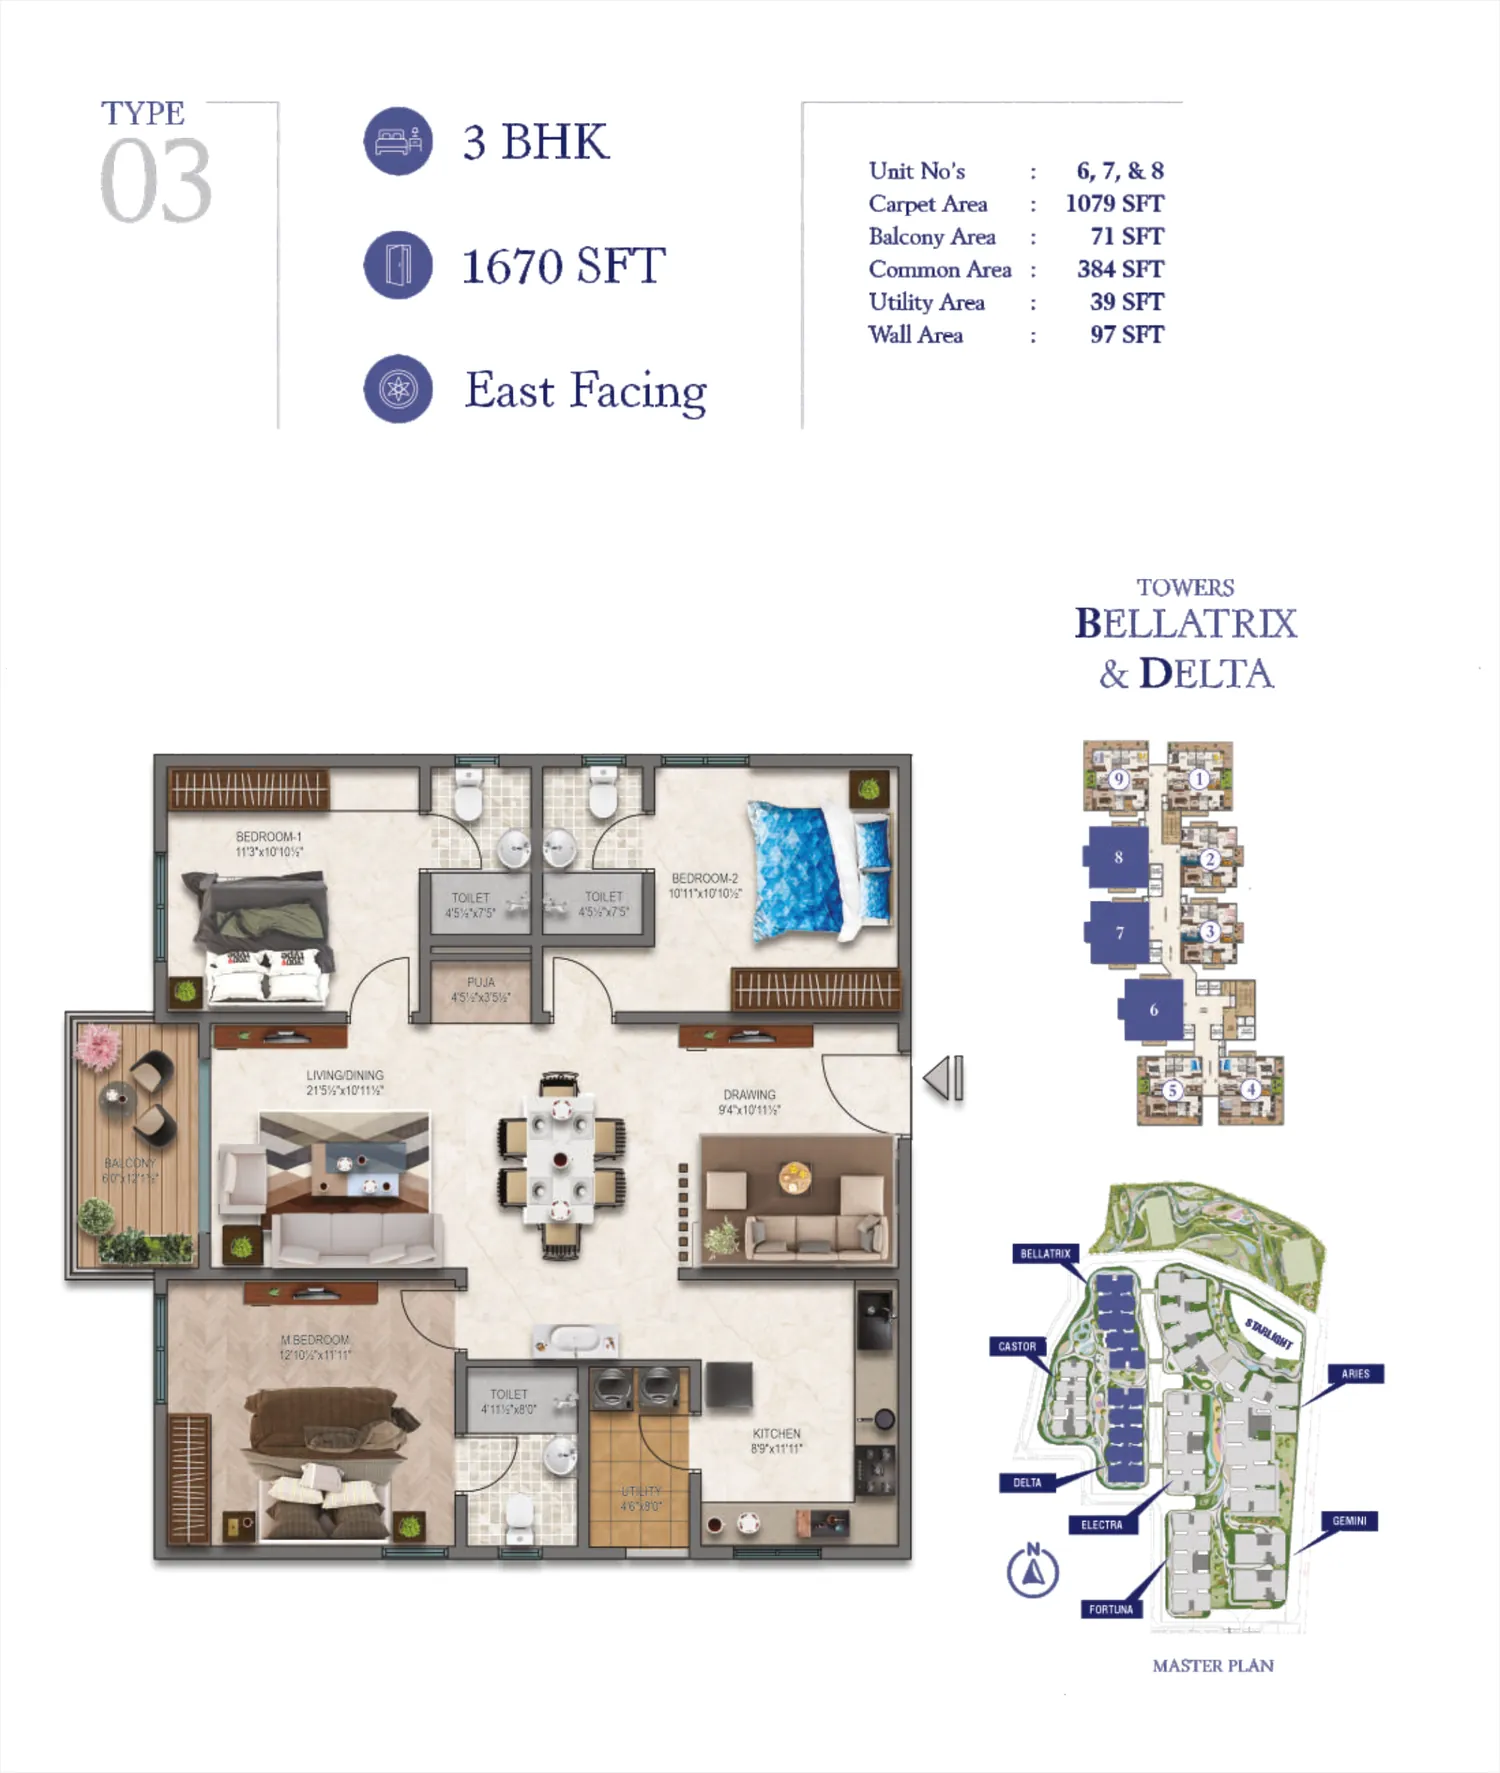 TYPE
03
3 BHK
1670 SFT
East Facing
Unit No's : 6, 7, & 8
Carpet Area : 1079 SFT
Balcony Area : 71 SFT
Common Area : 384 SFT
Utility Area : 39 SFT
Wall Area : 97 SFT
TOWERS
BELLATRIX
& DELTA
9
1
8
2
7
3
6
5
4
BEDROOM-1
11'3"x10'10½"
TOILET
4'5½"x7'5"
TOILET
4'5½"x7'5"
BEDROOM-2
10'11"x10'10½"
PUJA
4'5½"x3'5½"
LIVING/DINING
21'5½"x10'11½"
DRAWING
9'4"x10'11½"
BALCONY
6'0"x12'1½"
M.BEDROOM
12'10½"x11'11"
TOILET
4'11½"x8'0"
KITCHEN
8'9"x11'11"
UTILITY
4'6"x8'0"
BELLATRIX
STARLIGHT
CASTOR
ARIES
DELTA
ELECTRA
GEMINI
N
FORTUNA
MASTER PLAN